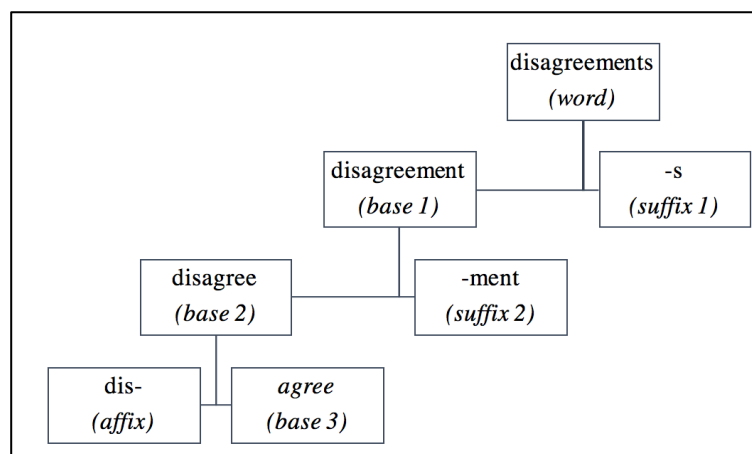 disagreements
(word)
disagreement
(base 1)
-s
(suffix 1)
disagree
(base 2)
-ment
(suffix 2)
dis-
(affix)
agree
(base 3)